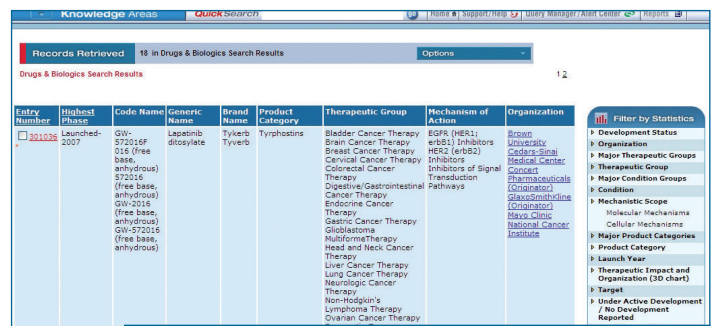 Knowledge Areas
QuickSearch
GO
Home | Support/Help | Query Manager/Alert Center | Reports
Records Retrieved
18 in Drugs & Biologics Search Results
Options
Drugs & Biologics Search Results
1 2
Entry Number
Highest Phase
Code Name
Generic Name
Brand Name
Product Category
Therapeutic Group
Mechanism of Action
Organization
301036
*
Launched-
2007
GW-
572016F
016 (free
base,
anhydrous)
572016
(free base,
anhydrous)
GW-2016
(free base,
anhydrous)
GW-572016
(free base,
anhydrous)
Lapatinib
ditosylate
Tykerb
Tyverb
Tyrphostins
Bladder Cancer Therapy
Brain Cancer Therapy
Breast Cancer Therapy
Cervical Cancer Therapy
Colorectal Cancer
Therapy
Digestive/Gastrointestinal
Cancer Therapy
Endocrine Cancer
Therapy
Gastric Cancer Therapy
Glioblastoma
MultiformeTherapy
Head and Neck Cancer
Therapy
Liver Cancer Therapy
Lung Cancer Therapy
Neurologic Cancer
Therapy
Non-Hodgkin's
Lymphoma Therapy
Ovarian Cancer Therapy
EGFR (HER1;
erbB1) Inhibitors
HER2 (erbB2)
Inhibitors
Inhibitors of Signal
Transduction
Pathways
Brown
University
Cedars-Sinai
Medical Center
Concert
Pharmaceuticals
(Originator)
GlaxoSmithKline
(Originator)
Mayo Clinic
National Cancer
Institute
Filter by Statistics
Development Status
Organization
Major Therapeutic Groups
Therapeutic Group
Major Condition Groups
Condition
Mechanistic Scope
Molecular Mechanisms
Cellular Mechanisms
Major Product Categories
Product Category
Launch Year
Therapeutic Impact and
Organization (3D chart)
Target
Under Active Development
/ No Development
Reported